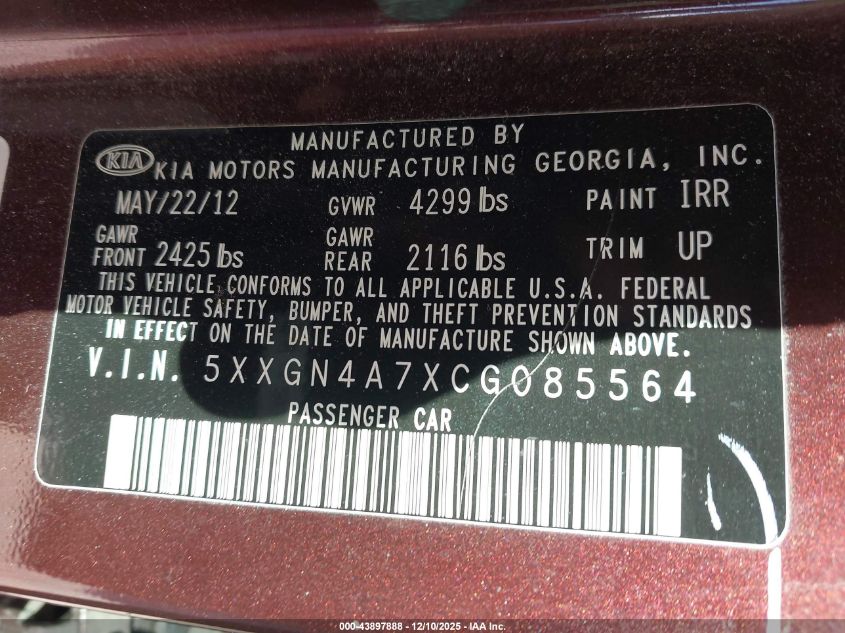 MANUFACTURED BY
KIA KIA MOTORS MANUFACTURING GEORGIA, INC.
MAY/22/12 GVWR 4299 lbs PAINT IRR
GAWR FRONT 2425 lbs GAWR REAR 2116 lbs TRIM UP
THIS VEHICLE CONFORMS TO ALL APPLICABLE U.S.A. FEDERAL
MOTOR VEHICLE SAFETY, BUMPER, AND THEFT PREVENTION STANDARDS
IN EFFECT ON THE DATE OF MANUFACTURE SHOWN ABOVE.
V.I.N. 5XXGN4A7XCG085564
PASSENGER CAR
000-43897888 - 12/10/2025 - IAA Inc.